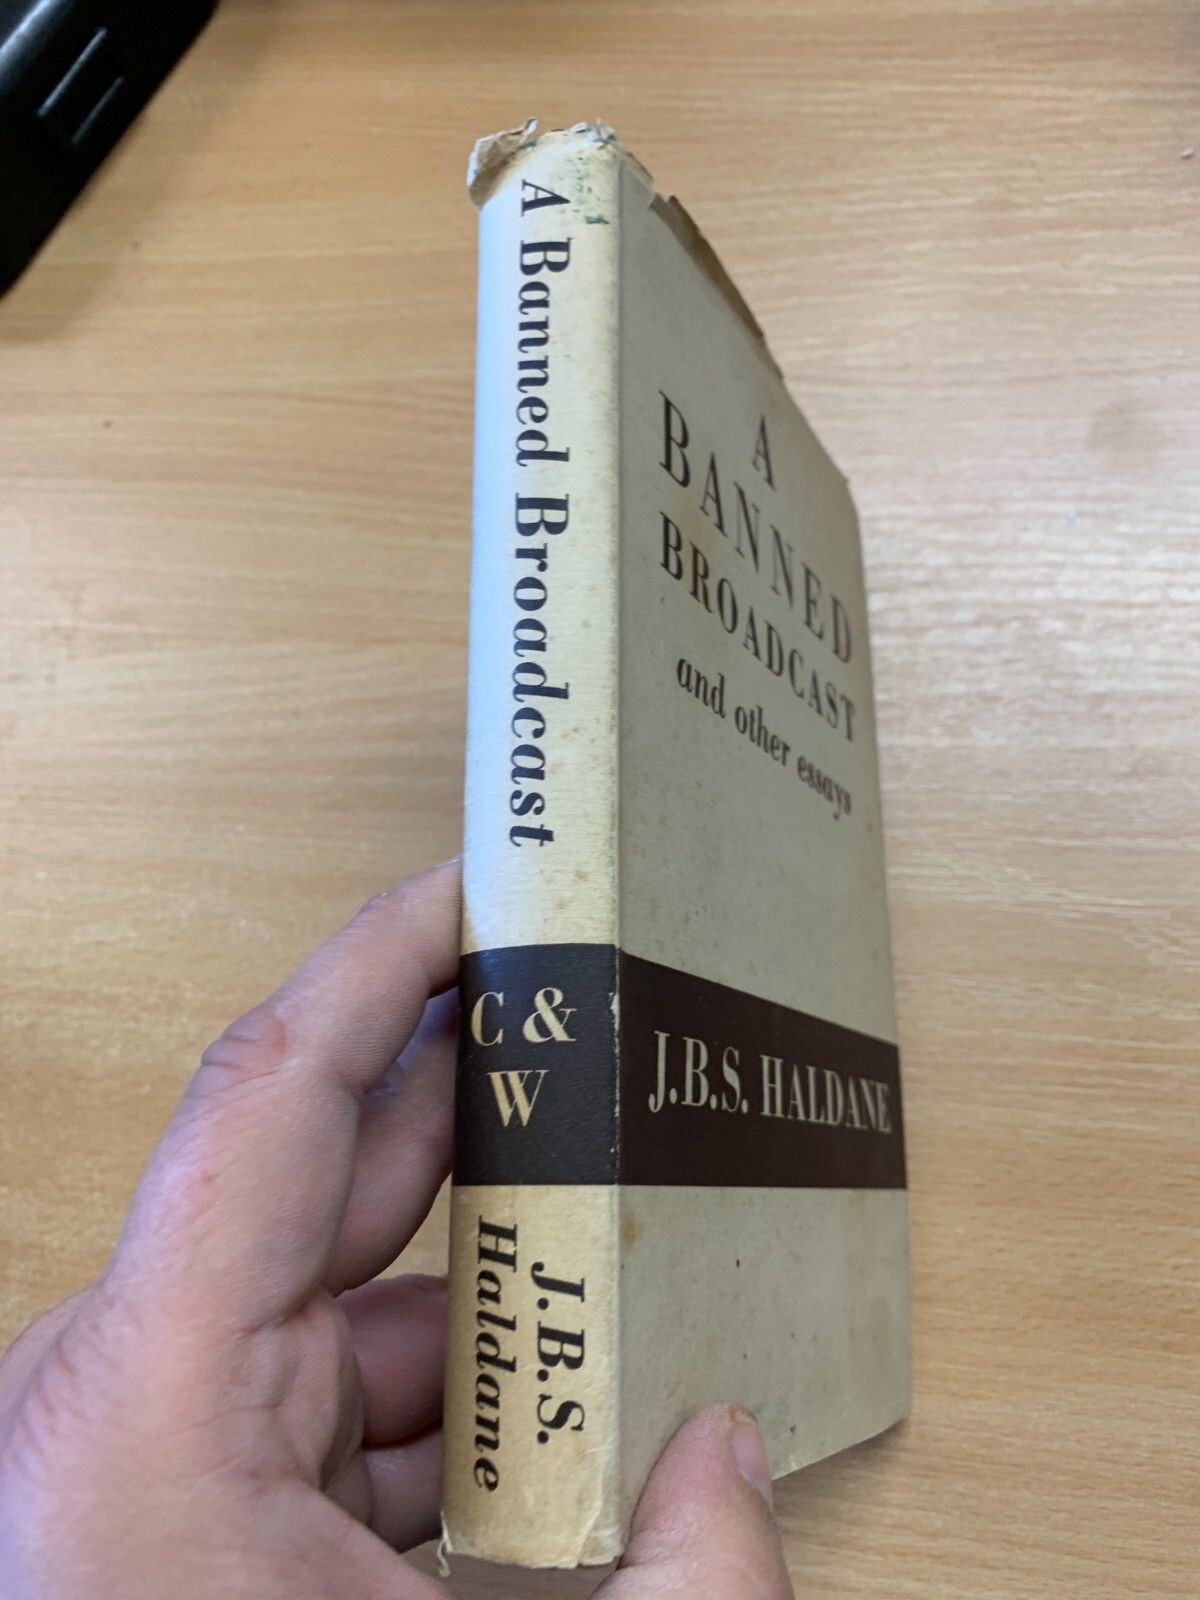 A Banned Broadcast
C &
W
J.B.S.
Haldane
A
BANNED
BROADCAST
and other essays
J.B.S. HALDANE